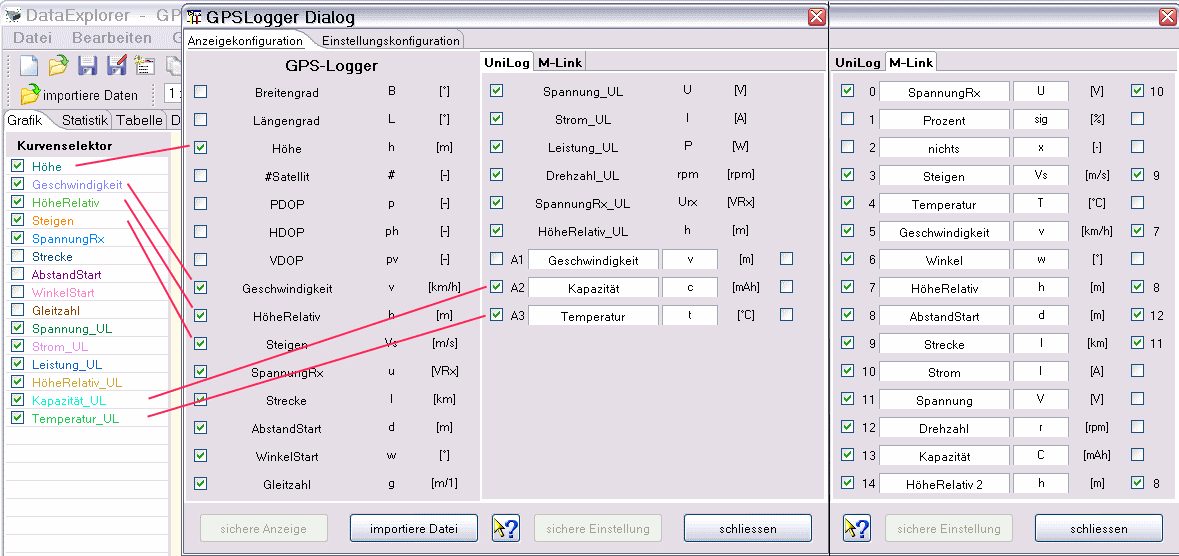 DataExplorer - GP
Datei Bearbeiten G
importiere Daten 1
Grafik Statistik Tabelle D
Kurvenselektor
Höhe
Geschwindigkeit
HöheRelativ
Steigen
SpannungRx
Strecke
AbstandStart
WinkelStart
Gleitzahl
Spannung_UL
Strom_UL
Leistung_UL
HöheRelativ_UL
Kapazität_UL
Temperatur_UL
GPSLogger Dialog
Anzeigekonfiguration Einstellungskonfiguration
GPS-Logger
Breitengrad B [°]
Längengrad L [°]
Höhe h [m]
#Satellit # [-]
PDOP p [-]
HDOP ph [-]
VDOP pv [-]
Geschwindigkeit v [km/h]
HöheRelativ h [m]
Steigen Vs [m/s]
SpannungRx u [VRx]
Strecke l [km]
AbstandStart d [m]
WinkelStart w [°]
Gleitzahl g [m/1]
sichere Anzeige importiere Datei
UniLog M-Link
Spannung_UL U [V]
Strom_UL I [A]
Leistung_UL P [W]
Drehzahl_UL rpm [rpm]
SpannungRx_UL Urx [VRx]
HöheRelativ_UL h [m]
A1 Geschwindigkeit v [m]
A2 Kapazität c [mAh]
A3 Temperatur t [°C]
? sichere Einstellung schliessen
UniLog M-Link
0 SpannungRx U [V] 10
1 Prozent sig [%]
2 nichts x [-]
3 Steigen Vs [m/s] 9
4 Temperatur T [°C]
5 Geschwindigkeit v [km/h] 7
6 Winkel w [°]
7 HöheRelativ h [m] 8
8 AbstandStart d [m] 12
9 Strecke l [km] 11
10 Strom I [A]
11 Spannung V [V]
12 Drehzahl r [rpm]
13 Kapazität C [mAh]
14 HöheRelativ 2 h [m] 8
? sichere Einstellung schliessen